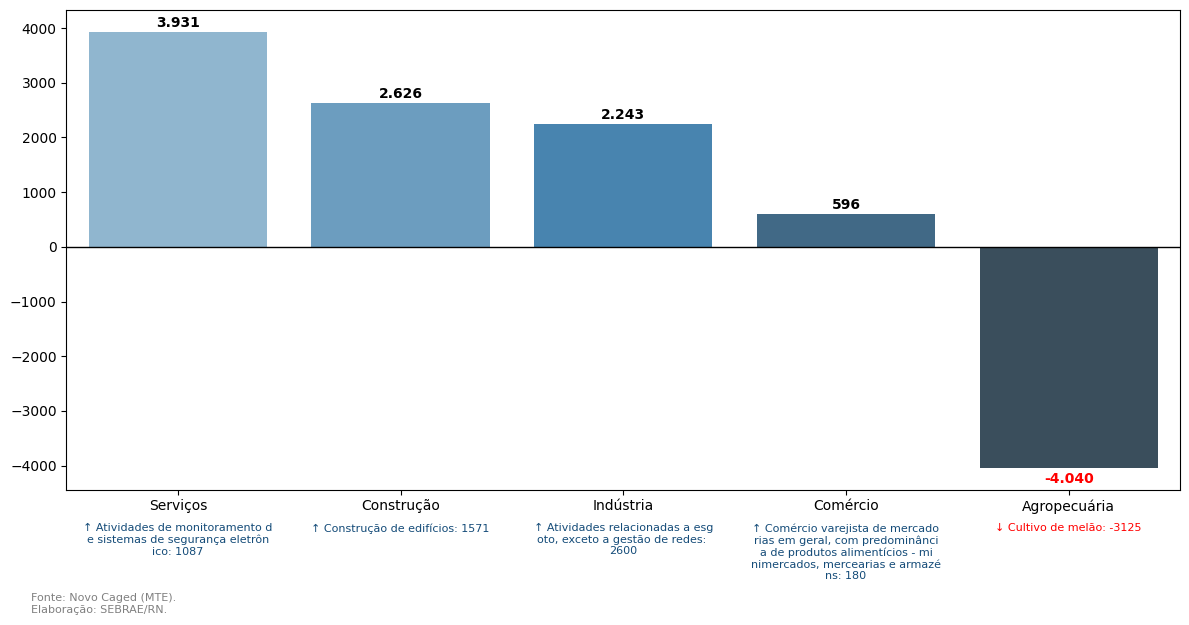 4000
3000
2000
1000
0
−1000
−2000
−3000
−4000
3.931
2.626
2.243
596
-4.040
Serviços
Construção
Indústria
Comércio
Agropecuária
↑ Atividades de monitoramento d
e sistemas de segurança eletrôn
ico: 1087
↑ Construção de edifícios: 1571
↑ Atividades relacionadas a esg
oto, exceto a gestão de redes:
2600
↑ Comércio varejista de mercado
rias em geral, com predominânci
a de produtos alimentícios - mi
nimercados, mercearias e armazé
ns: 180
↓ Cultivo de melão: -3125
Fonte: Novo Caged (MTE).
Elaboração: SEBRAE/RN.